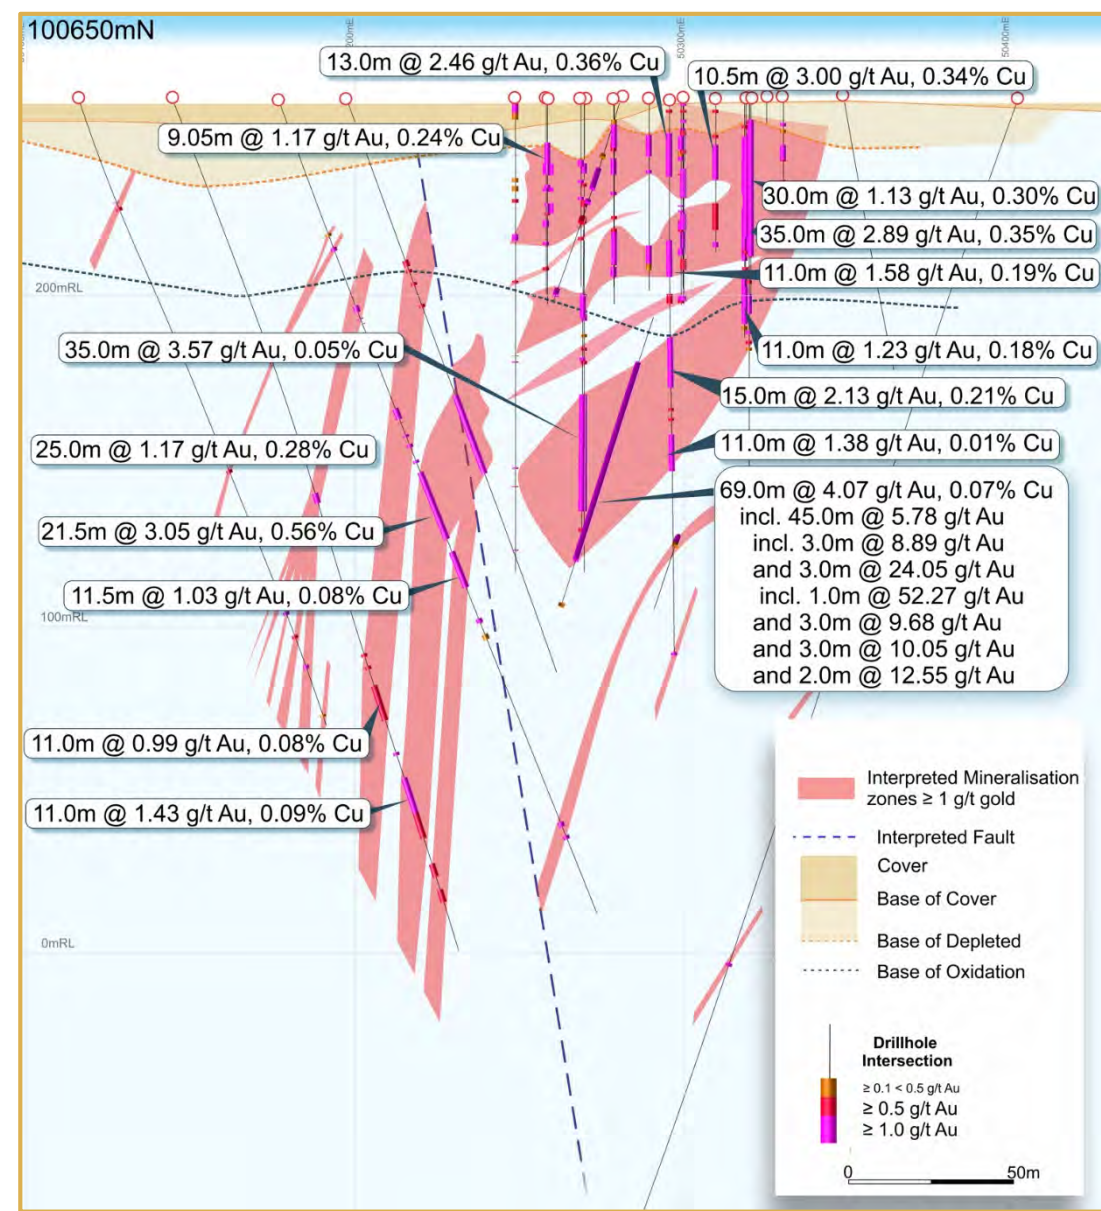 100650mN
50300mE
50400mE
13.0m @ 2.46 g/t Au, 0.36% Cu
10.5m @ 3.00 g/t Au, 0.34% Cu
9.05m @ 1.17 g/t Au, 0.24% Cu
30.0m @ 1.13 g/t Au, 0.30% Cu
35.0m @ 2.89 g/t Au, 0.35% Cu
11.0m @ 1.58 g/t Au, 0.19% Cu
200mRL
35.0m @ 3.57 g/t Au, 0.05% Cu
11.0m @ 1.23 g/t Au, 0.18% Cu
15.0m @ 2.13 g/t Au, 0.21% Cu
25.0m @ 1.17 g/t Au, 0.28% Cu
11.0m @ 1.38 g/t Au, 0.01% Cu
69.0m @ 4.07 g/t Au, 0.07% Cu
incl. 45.0m @ 5.78 g/t Au
incl. 3.0m @ 8.89 g/t Au
and 3.0m @ 24.05 g/t Au
incl. 1.0m @ 52.27 g/t Au
and 3.0m @ 9.68 g/t Au
and 3.0m @ 10.05 g/t Au
and 2.0m @ 12.55 g/t Au
21.5m @ 3.05 g/t Au, 0.56% Cu
11.5m @ 1.03 g/t Au, 0.08% Cu
100mRL
11.0m @ 0.99 g/t Au, 0.08% Cu
11.0m @ 1.43 g/t Au, 0.09% Cu
0mRL
Interpreted Mineralisation
zones ≥ 1 g/t gold
Interpreted Fault
Cover
Base of Cover
Base of Depleted
Base of Oxidation
Drillhole
Intersection
≥ 0.1 < 0.5 g/t Au
≥ 0.5 g/t Au
≥ 1.0 g/t Au
0
50m